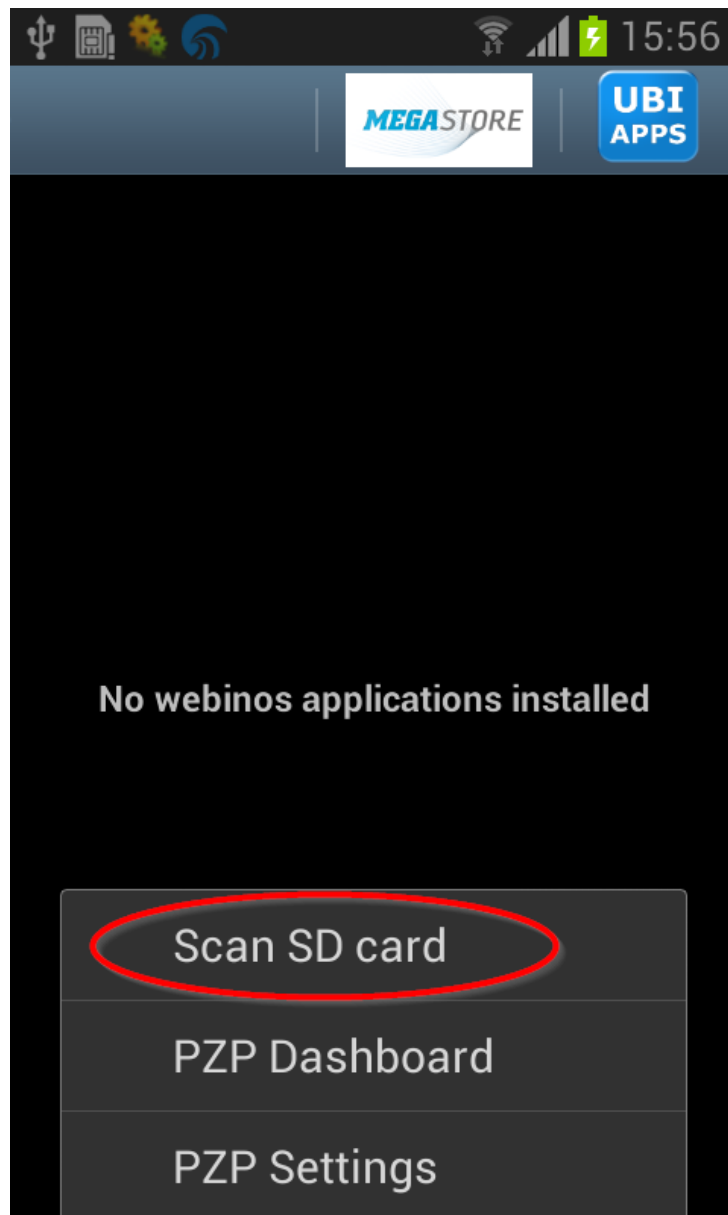 15:56
MEGASTORE
UBI
APPS
No webinos applications installed
Scan SD card
PZP Dashboard
PZP Settings